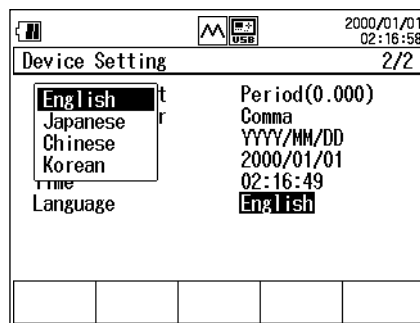 2000/01/01
USB
02:16:58
Device Setting 2/2
English
Japanese
Chinese
Korean
t Period(0.000)
r Comma
YYYY/MM/DD
2000/01/01
02:16:49
Language English